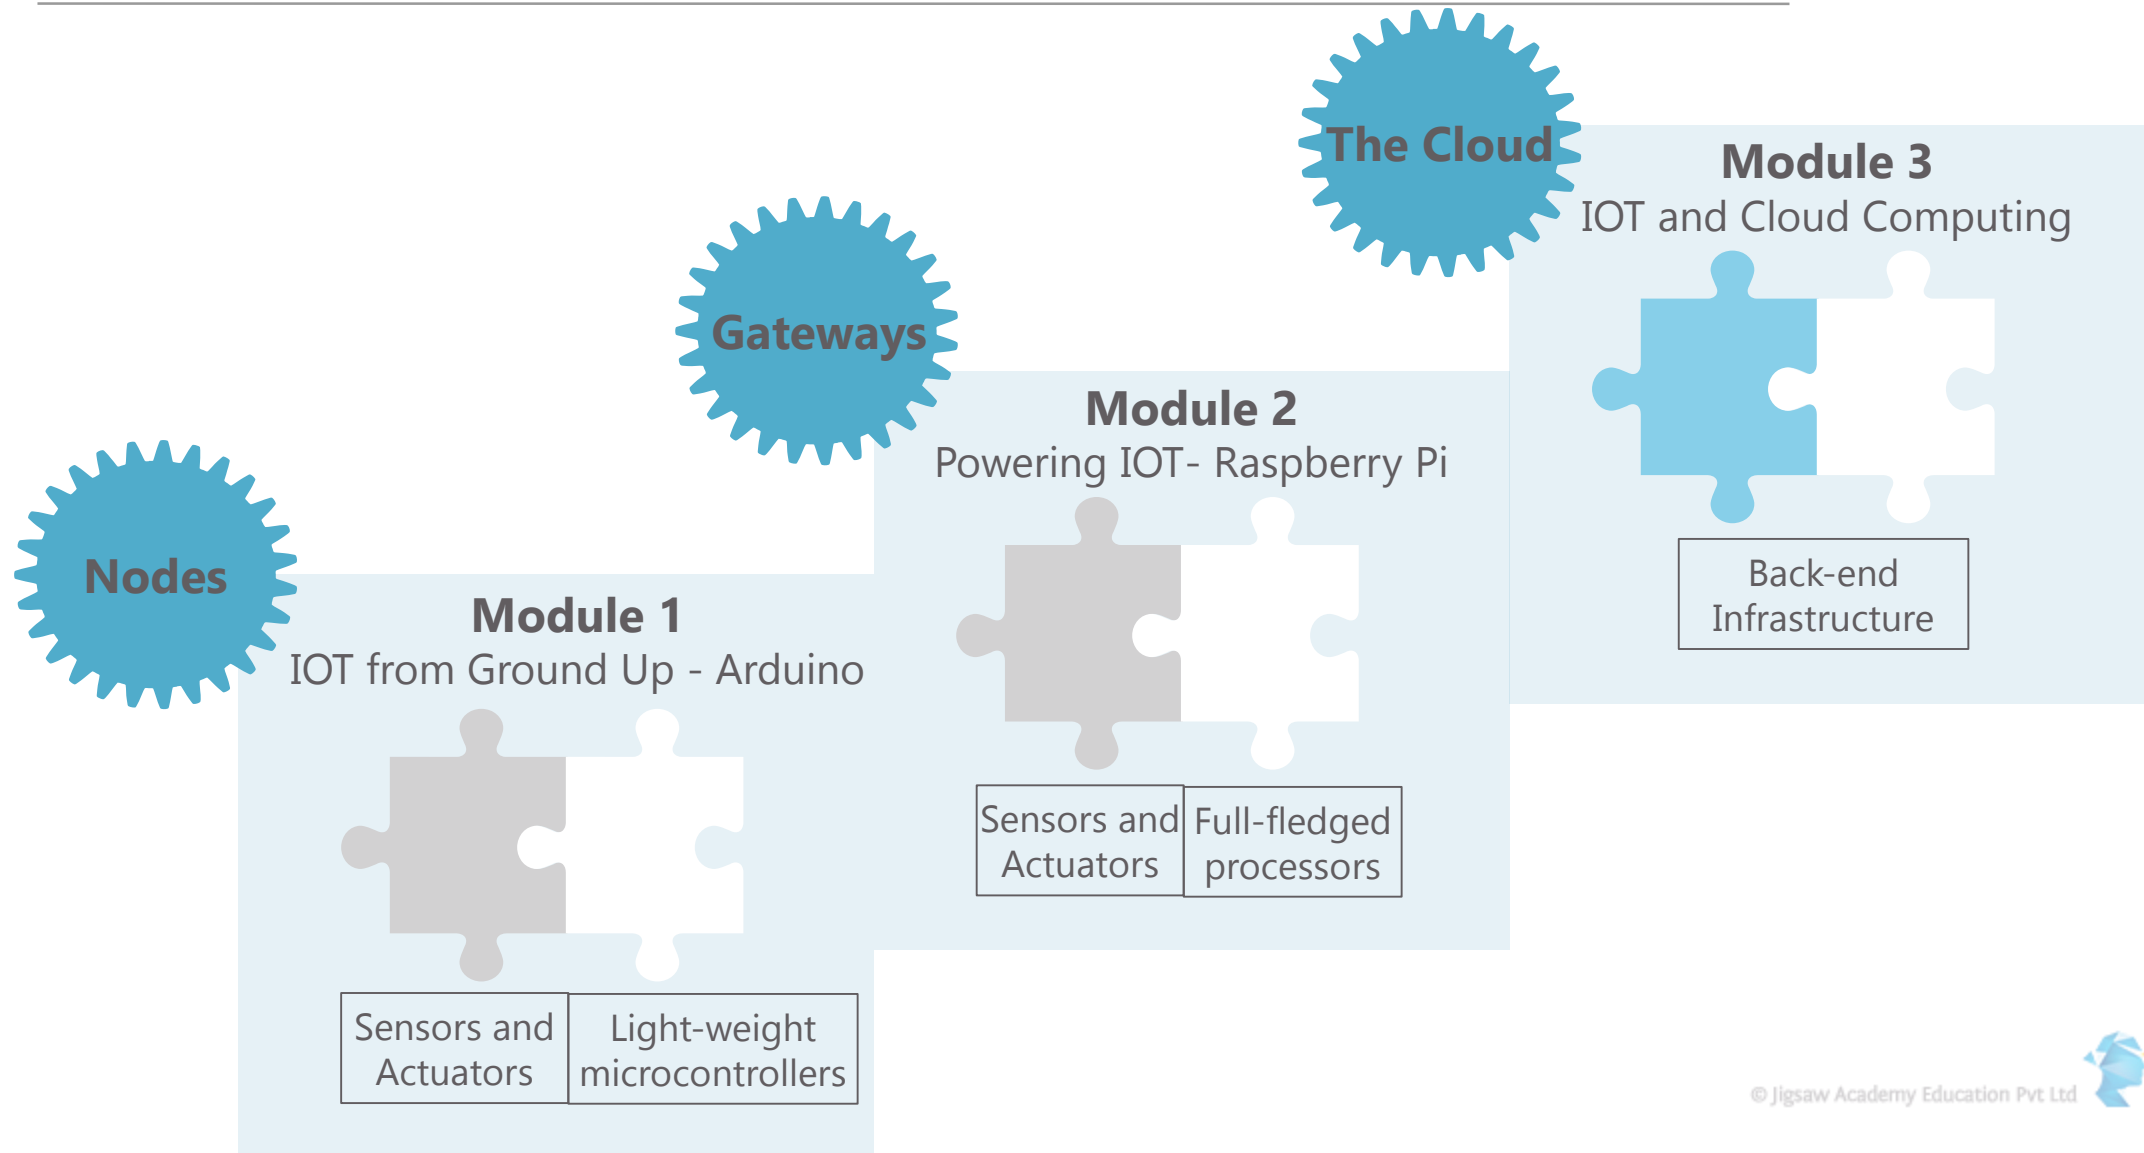 The Cloud
Module 3
IOT and Cloud Computing
Back-end
Infrastructure
Gateways
Module 2
Powering IOT- Raspberry Pi
Sensors and
Actuators
Full-fledged
processors
Nodes
Module 1
IOT from Ground Up - Arduino
Sensors and
Actuators
Light-weight
microcontrollers
© Jigsaw Academy Education Pvt Ltd